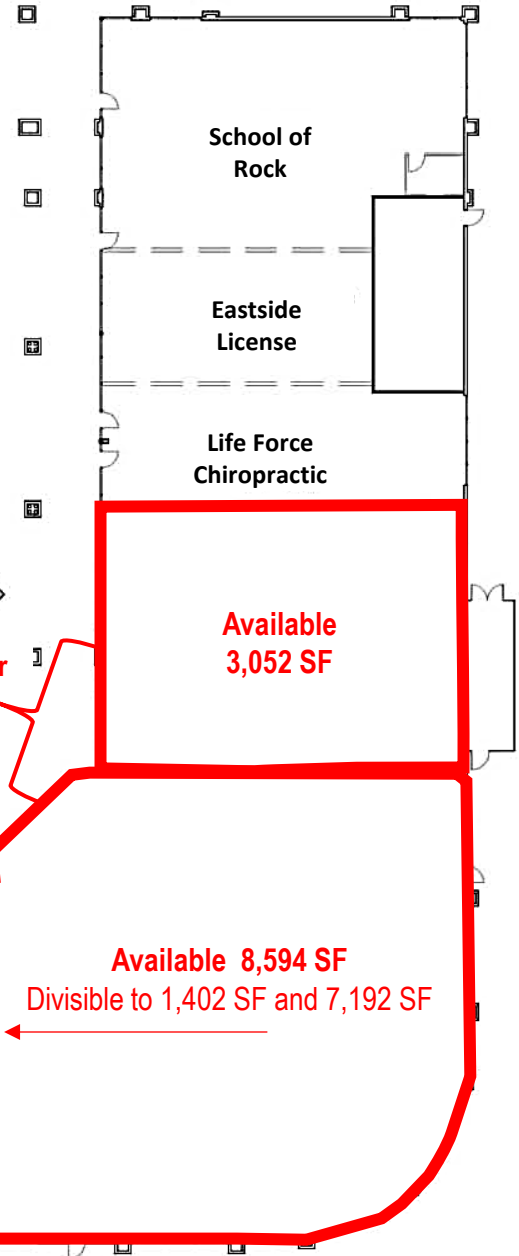 School of
Rock
Eastside
License
Life Force
Chiropractic
Available
3,052 SF
r
Available 8,594 SF
Divisible to 1,402 SF and 7,192 SF